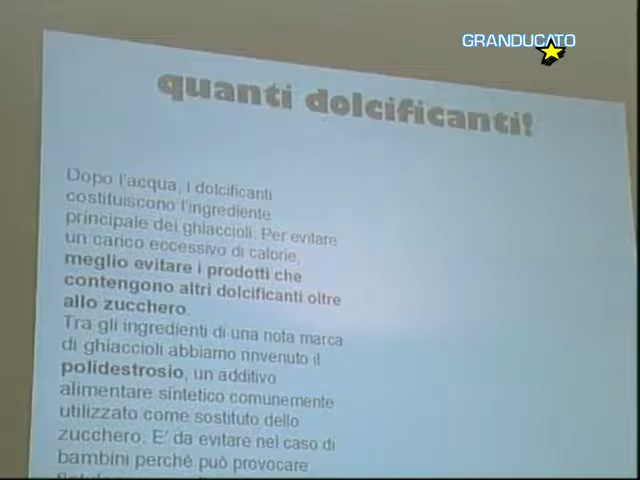 GRANDUCATO
quanti dolcificanti!
Dopo l'acqua, i dolcificanti
costituiscono l'ingrediente
principale dei ghiaccioli. Per evitare
un carico eccessivo di calorie,
meglio evitare i prodotti che
contengono altri dolcificanti oltre
allo zucchero.
Tra gli ingredienti di una nota marca
di ghiaccioli abbiamo rinvenuto il
polidestrosio, un additivo
alimentare sintetico comunemente
utilizzato come sostituto dello
zucchero. E' da evitare nel caso di
bambini perché può provocare